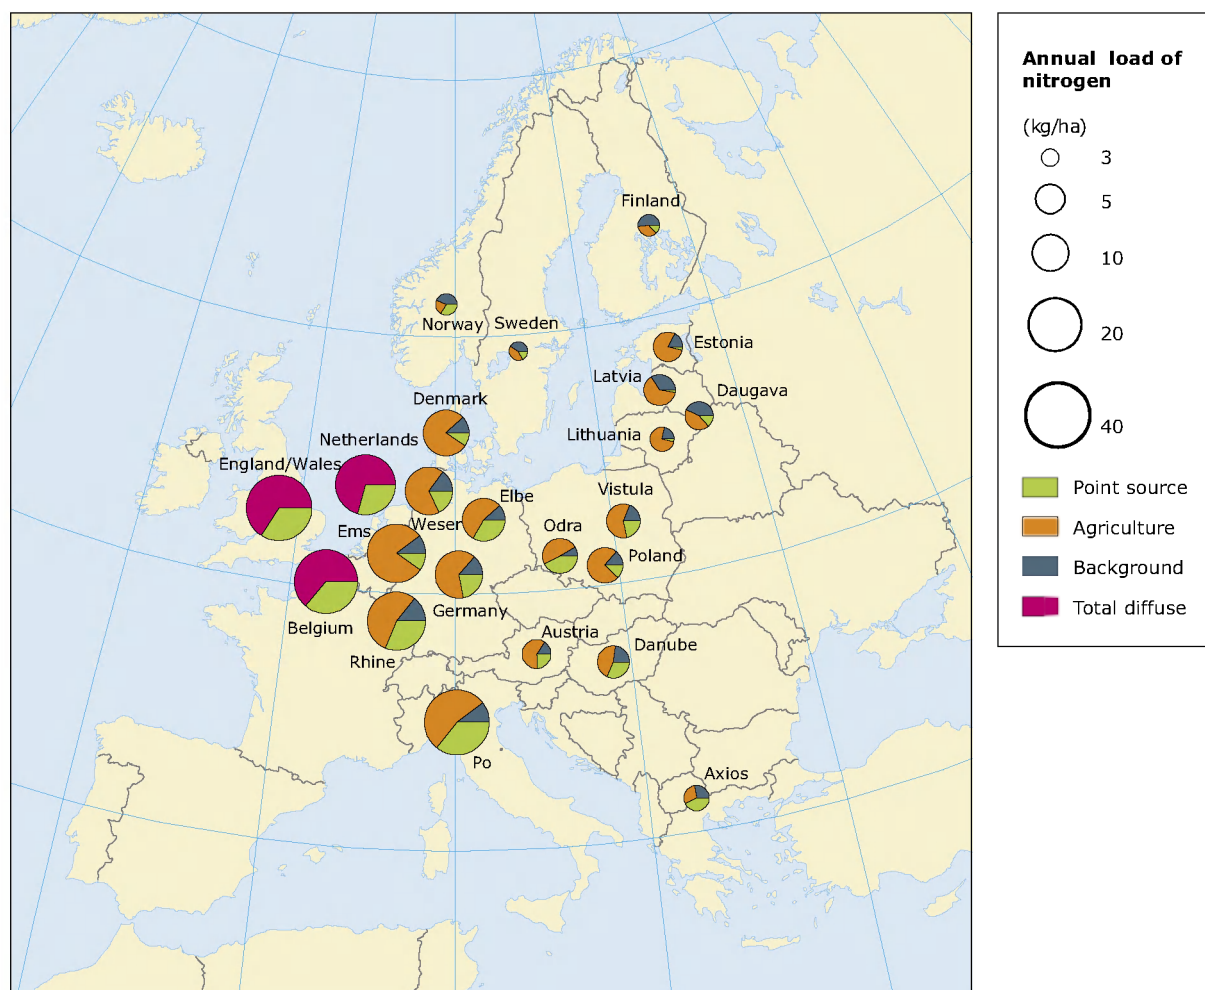 Finland
Norway
Sweden
Estonia
Latvia
Daugava
Denmark
Lithuania
Netherlands
England/Wales
Elbe
Vistula
Weser
Odra
Ems
Poland
Germany
Belgium
Austria
Danube
Rhine
Po
Axios
Annual load of
nitrogen
(kg/ha)
3
5
10
20
40
Point source
Agriculture
Background
Total diffuse